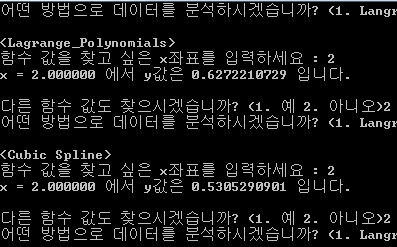 어떤 방법으로 데이터를 분석하시겠습니까? (1. Langr
<Lagrange_Polynomials>
함수 값을 찾고 싶은 x좌표를 입력하세요 : 2
x = 2.000000 에서 y값은 0.6272210729 입니다.
다른 함수 값도 찾으시겠습니까? (1. 예 2. 아니오)2
어떤 방법으로 데이터를 분석하시겠습니까? (1. Langr
<Cubic Spline>
함수 값을 찾고 싶은 x좌표를 입력하세요 : 2
x = 2.000000 에서 y값은 0.5305290901 입니다.
다른 함수 값도 찾으시겠습니까? (1. 예 2. 아니오)2
어떤 방법으로 데이터를 분석하시겠습니까? (1. Langr